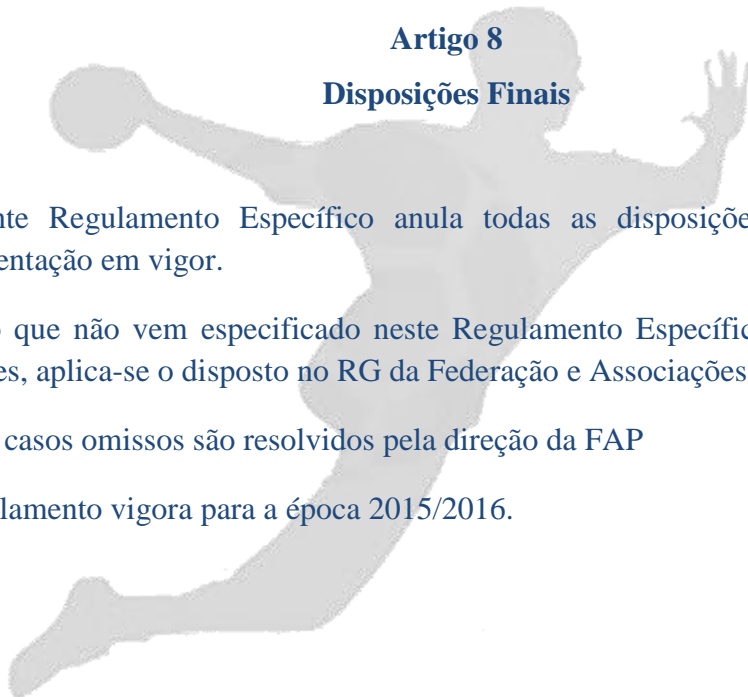 Artigo 8
Disposições Finais
nte Regulamento Específico anula todas as disposiçõe
entação em vigor.
que não vem especificado neste Regulamento Específic
es, aplica-se o disposto no RG da Federação e Associações
casos omissos são resolvidos pela direção da FAP
lamento vigora para a época 2015/2016.